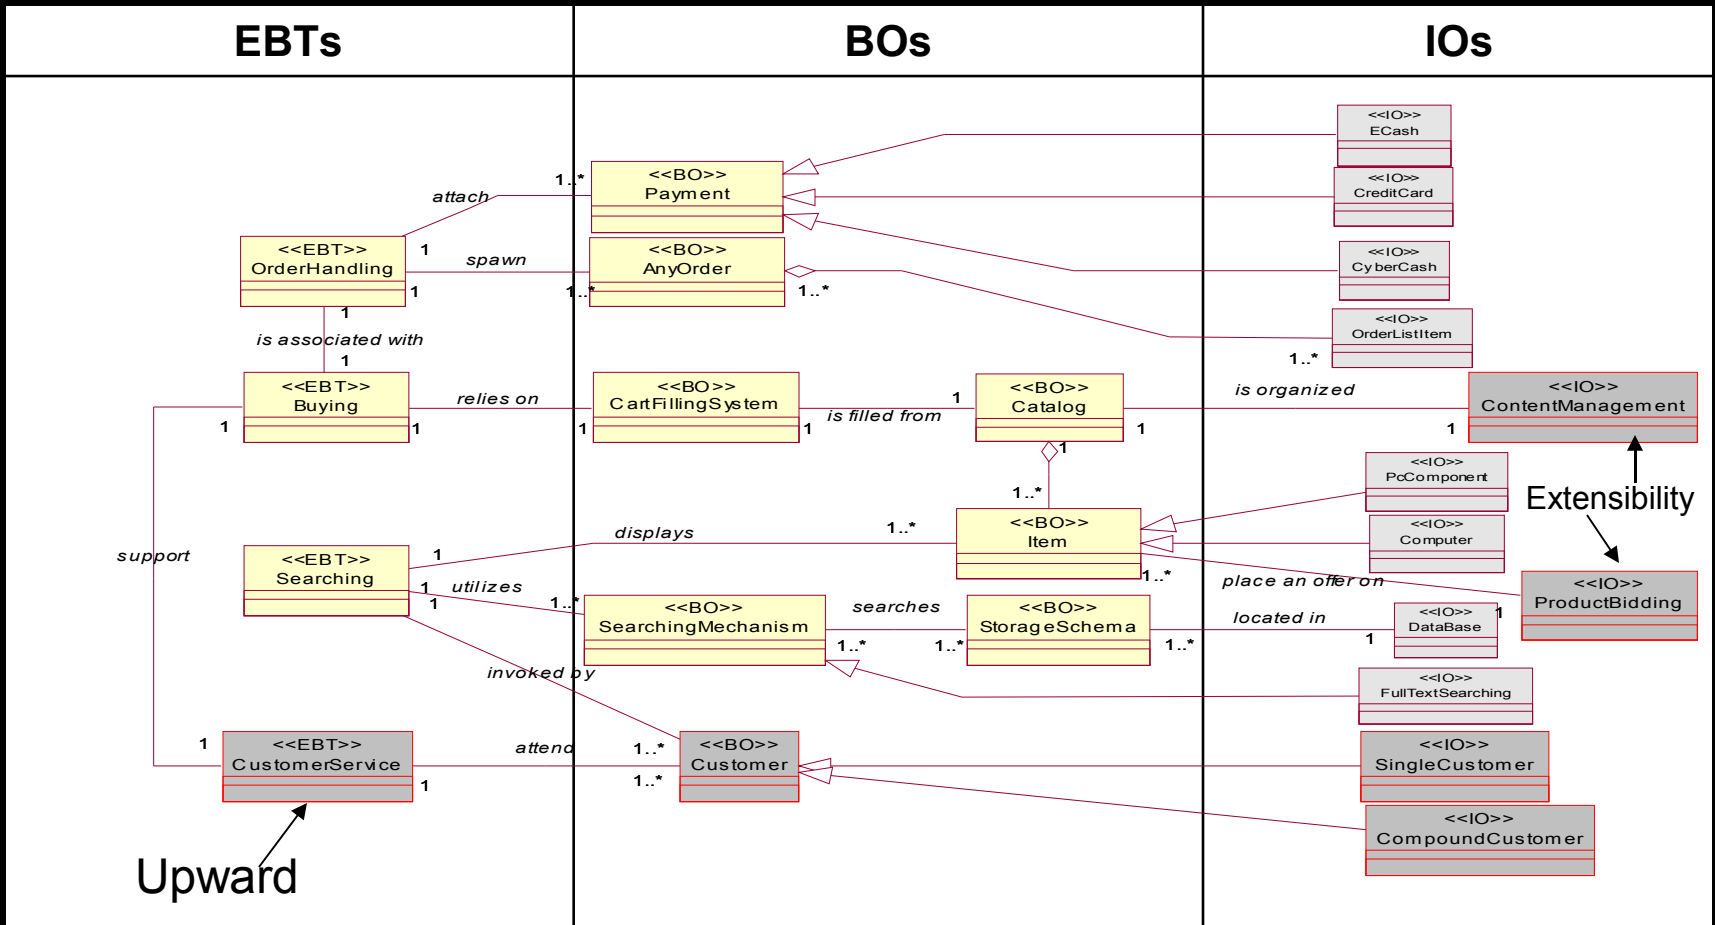 EBTs
BOs
IOs
<<IO>>
ECash
<<BO>>
Payment
1..*
attach
<<IO>>
CreditCard
<<EBT>>
OrderHandling
1
1
1
spawn
1..*
<<BO>>
AnyOrder
1..*
<<IO>>
CyberCash
<<IO>>
OrderListItem
1..*
is associated with
1
<<EBT>>
Buying
1
1
relies on
1
<<BO>>
CartFillingSystem
1
is filled from
1
<<BO>>
Catalog
1
1
is organized
1
<<IO>>
ContentManagement
Extensibility
1..*
<<IO>>
PcComponent
<<BO>>
Item
1..*
displays
1..*
<<IO>>
Computer
support
<<EBT>>
Searching
1
1
1
utilizes
1..*
place an offer on
1
<<IO>>
ProductBidding
<<BO>>
SearchingMechanism
1..*
searches
1..*
<<BO>>
StorageSchema
1..*
located in
1
<<IO>>
DataBase
invoked by
<<IO>>
FullTextSearching
1
<<EBT>>
CustomerService
1
attend
1..*
1..*
<<BO>>
Customer
<<IO>>
SingleCustomer
<<IO>>
CompoundCustomer
Upward